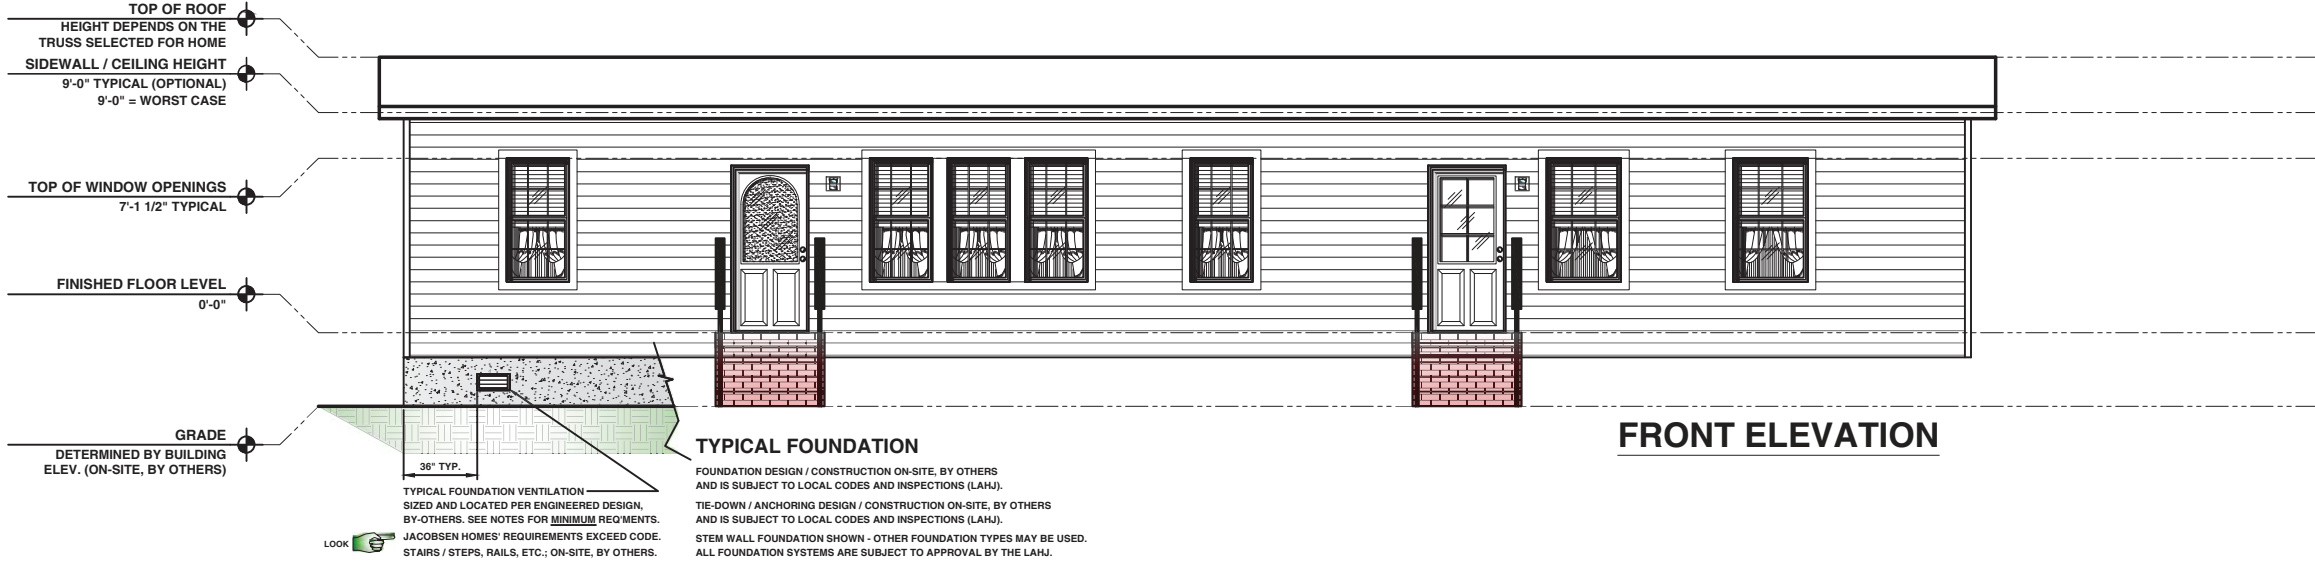 TOP OF ROOF
HEIGHT DEPENDS ON THE
TRUSS SELECTED FOR HOME
SIDEWALL / CEILING HEIGHT
9'-0" TYPICAL (OPTIONAL)
9'-0" = WORST CASE
TOP OF WINDOW OPENINGS
7'-1 1/2" TYPICAL
FINISHED FLOOR LEVEL
0'-0"
GRADE
DETERMINED BY BUILDING
ELEV. (ON-SITE, BY OTHERS)
36" TYP.
TYPICAL FOUNDATION VENTILATION
SIZED AND LOCATED PER ENGINEERED DESIGN,
BY-OTHERS. SEE NOTES FOR MINIMUM REQ'MENTS.
LOOK
JACOBSEN HOMES' REQUIREMENTS EXCEED CODE.
STAIRS / STEPS, RAILS, ETC.; ON-SITE, BY OTHERS.
TYPICAL FOUNDATION
FOUNDATION DESIGN / CONSTRUCTION ON-SITE, BY OTHERS
AND IS SUBJECT TO LOCAL CODES AND INSPECTIONS (LAHJ).
TIE-DOWN / ANCHORING DESIGN / CONSTRUCTION ON-SITE, BY OTHERS
AND IS SUBJECT TO LOCAL CODES AND INSPECTIONS (LAHJ).
STEM WALL FOUNDATION SHOWN - OTHER FOUNDATION TYPES MAY BE USED.
ALL FOUNDATION SYSTEMS ARE SUBJECT TO APPROVAL BY THE LAHJ.
FRONT ELEVATION